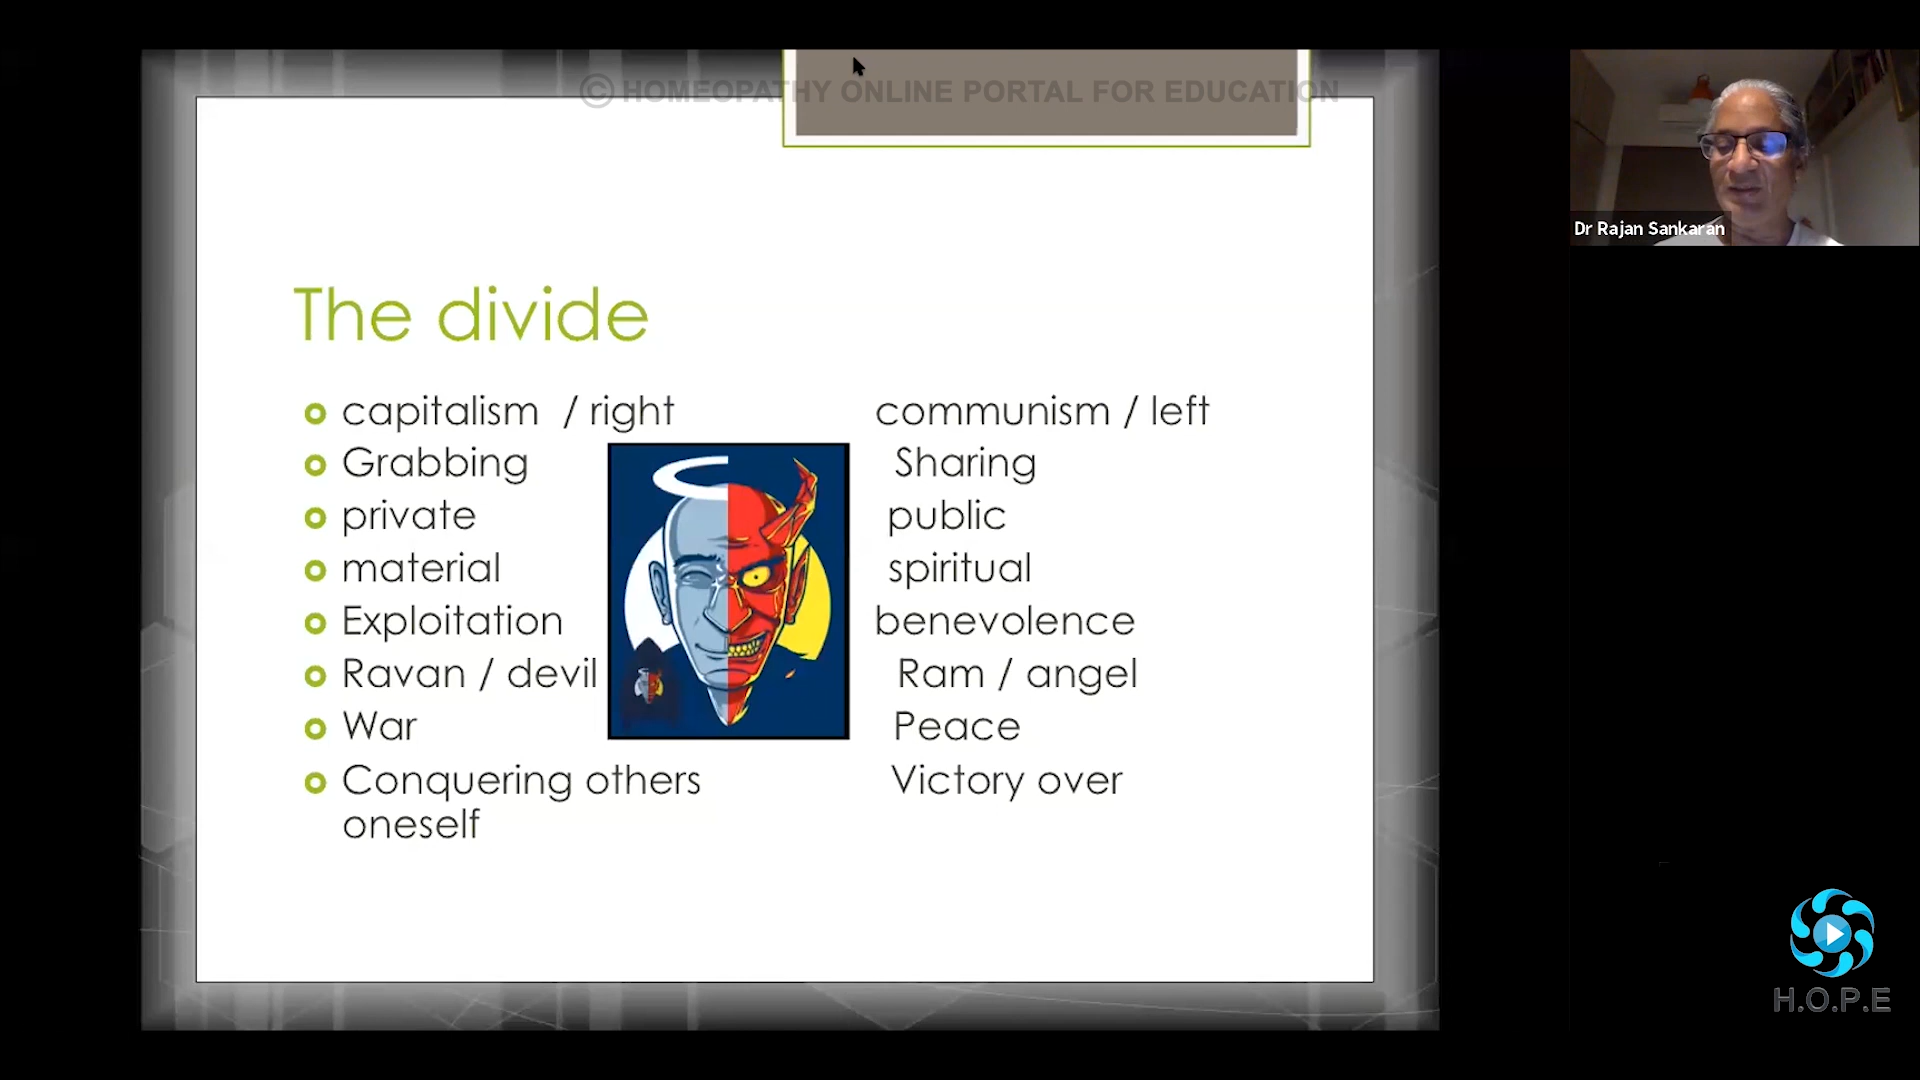 © HOMEOPATHY ONLINE PORTAL FOR EDUCATION
Dr Rajan Sankaran
The divide
capitalism / right communism / left
Grabbing Sharing
private public
material spiritual
Exploitation benevolence
Ravan / devil Ram / angel
War Peace
Conquering others Victory over
oneself
H.O.P.E